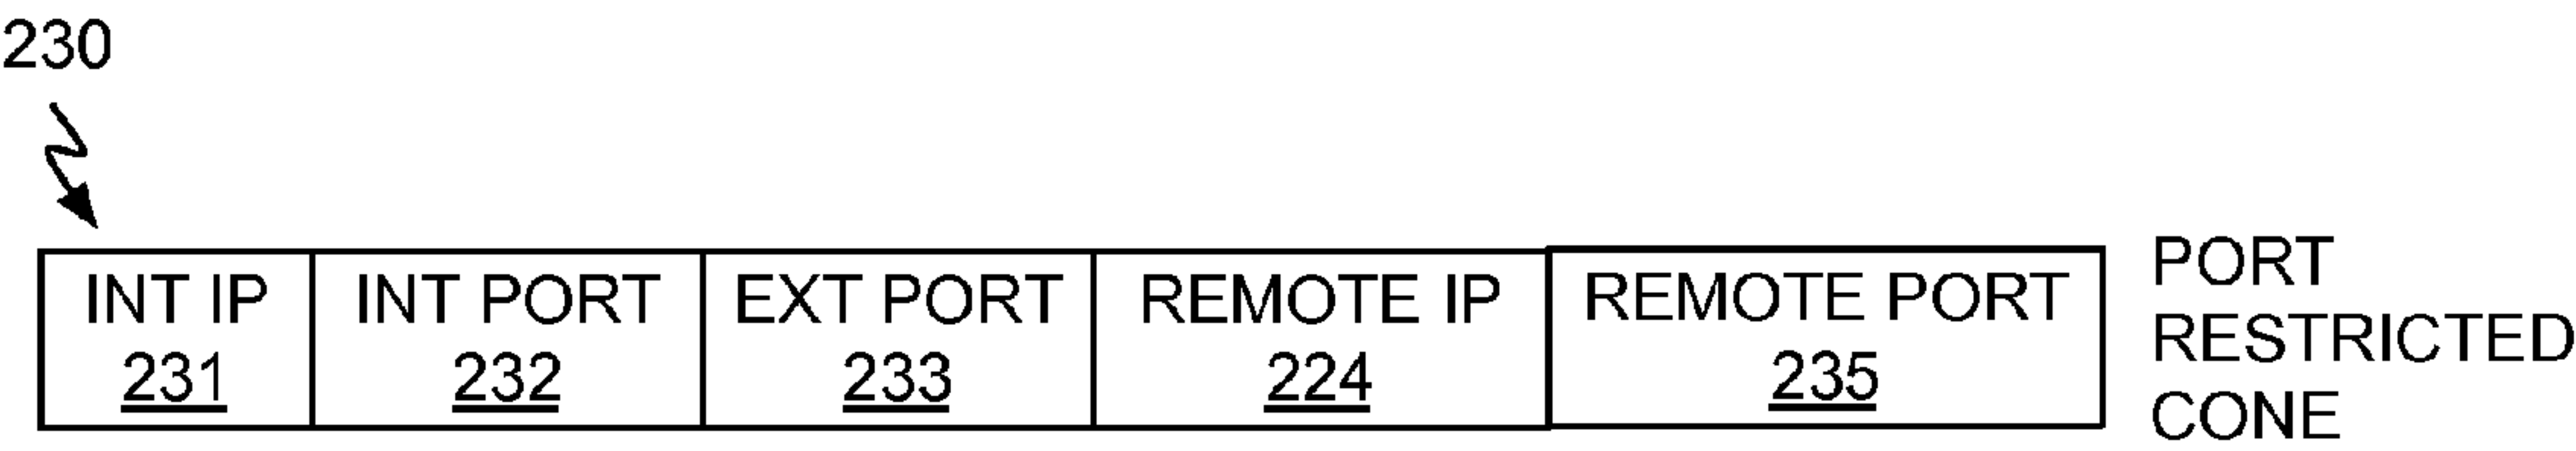 230
INT IP INT PORT EXT PORT REMOTE IP REMOTE PORT
231 232 233 224 235
PORT
RESTRICTED
CONE